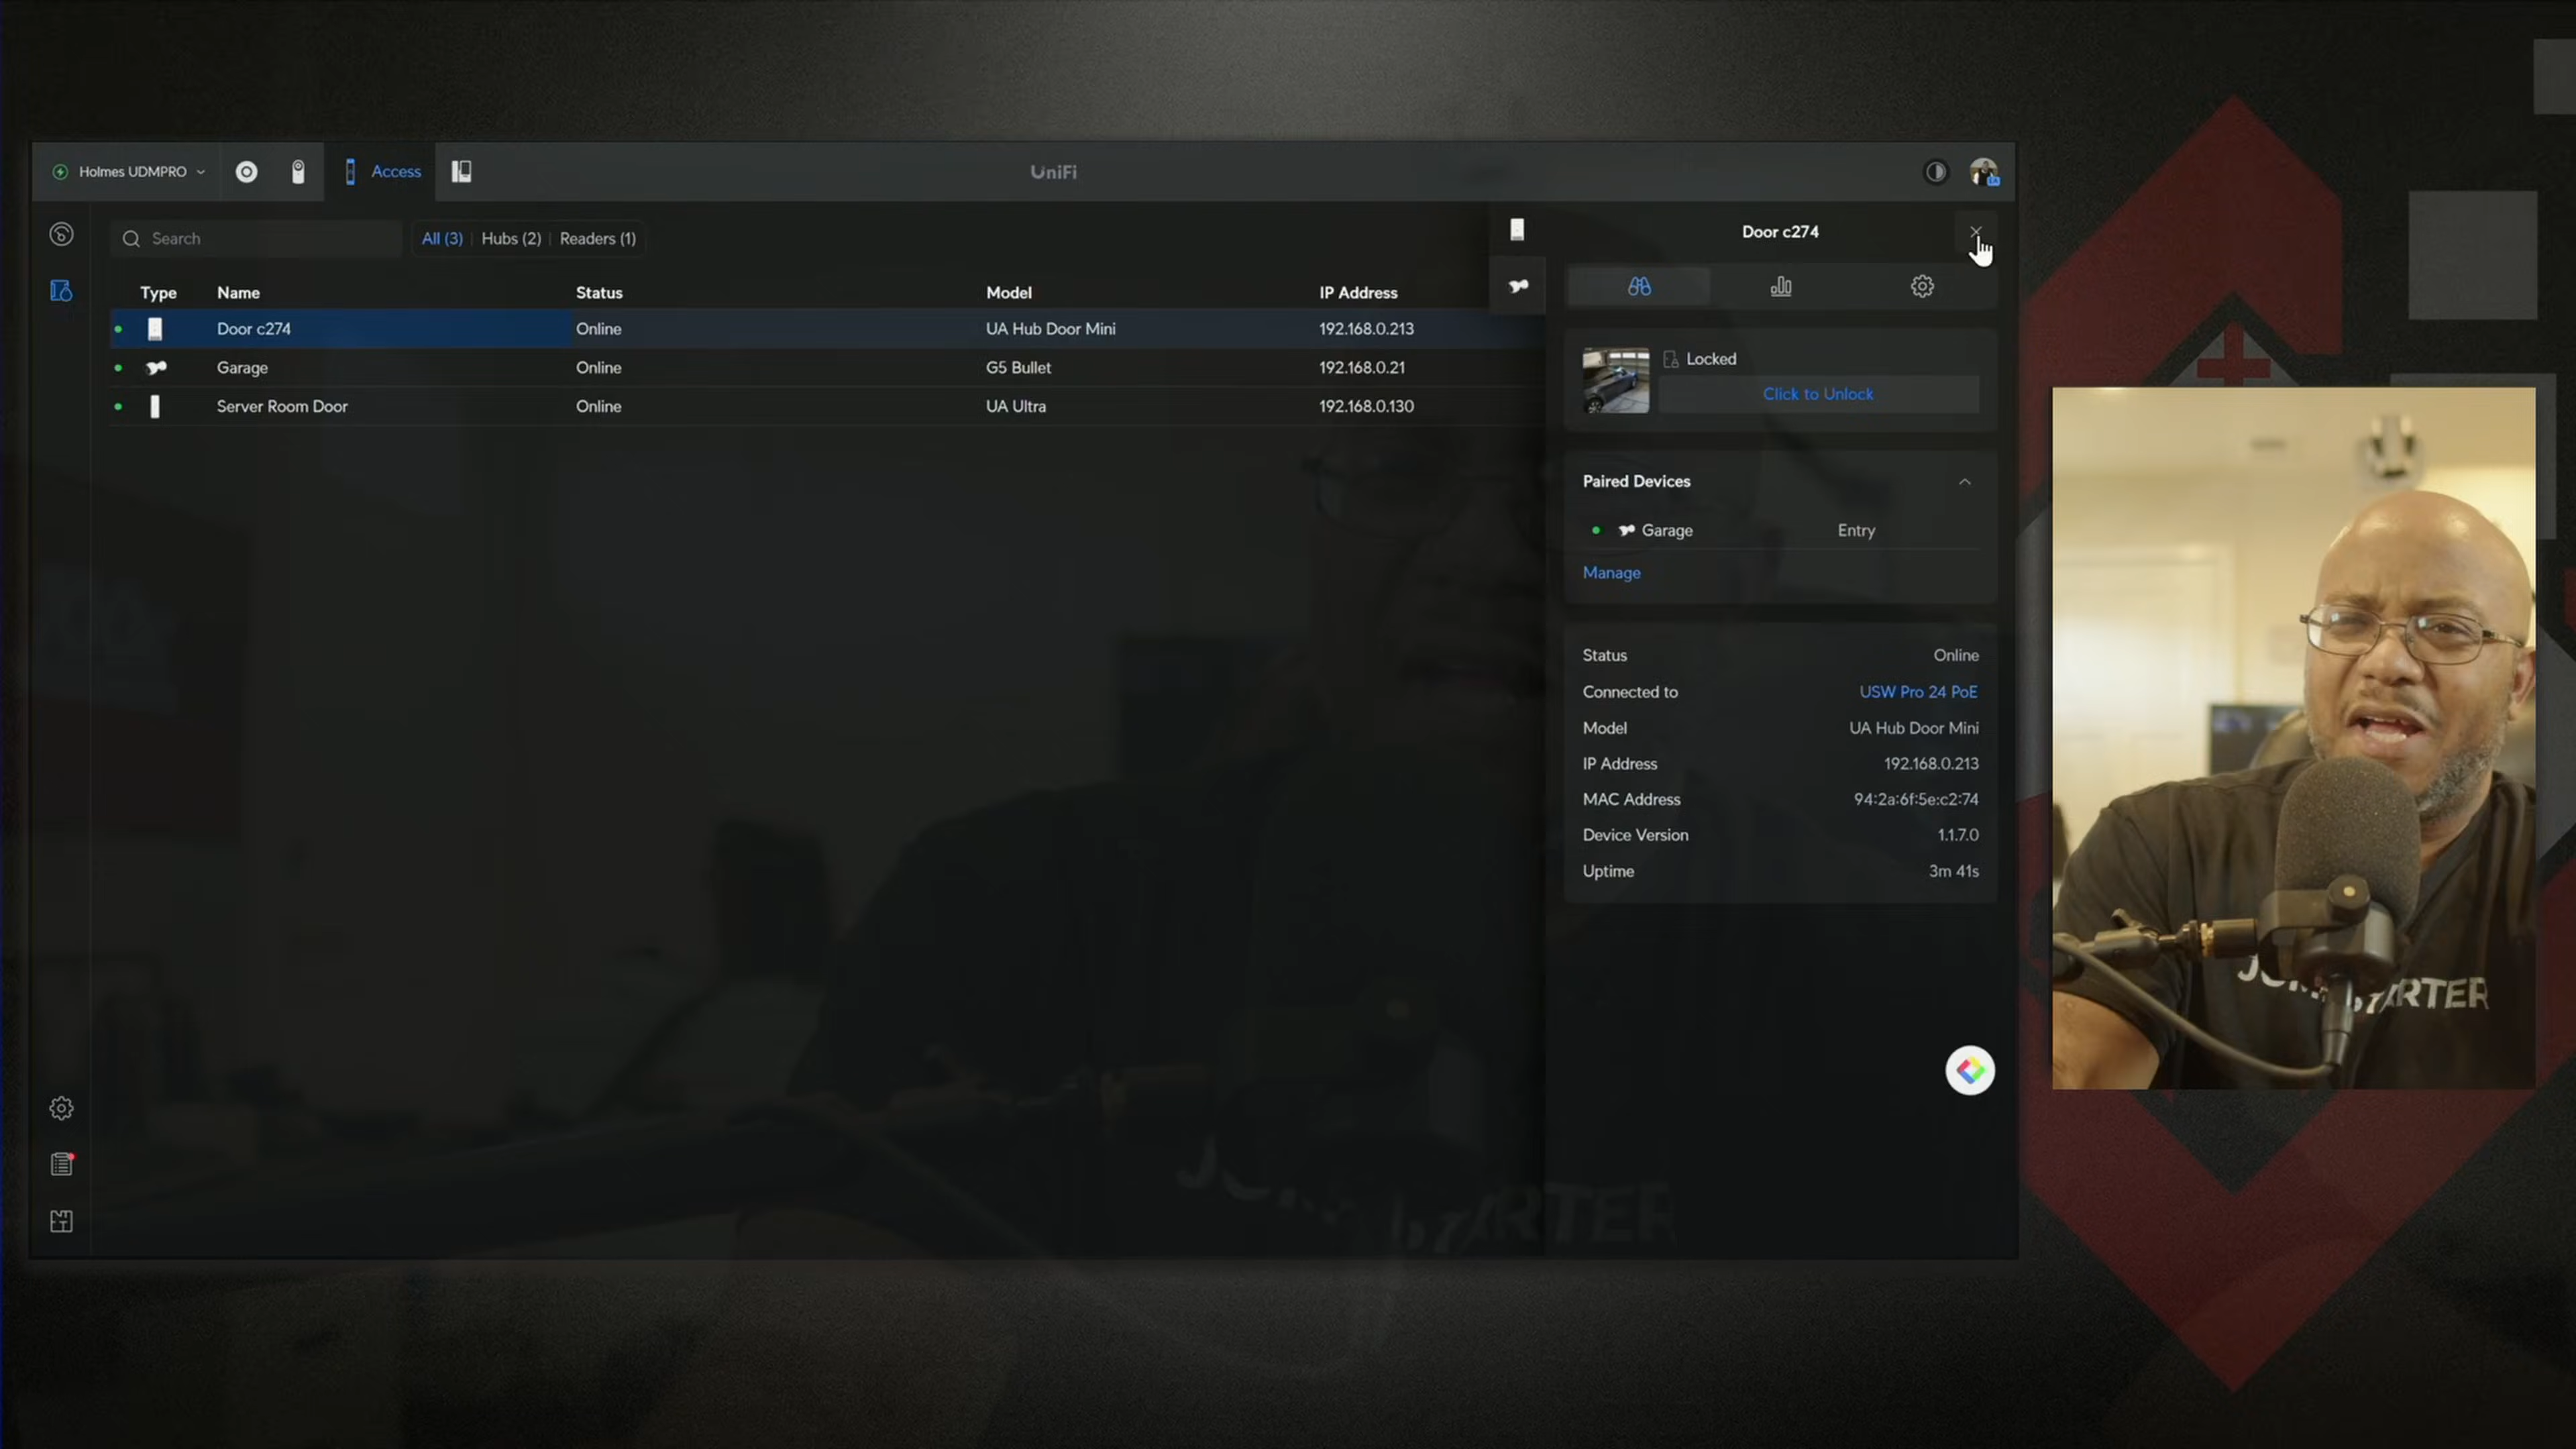 Holmes UDMPRO
Access
UniFi
Search
All (3) | Hubs (2) | Readers (1)
Type Name Status Model IP Address
Door c274 Online UA Hub Door Mini 192.168.0.213
Garage Online G5 Bullet 192.168.0.21
Server Room Door Online UA Ultra 192.168.0.130
Door c274
Locked
Click to Unlock
Paired Devices
Garage Entry
Manage
Status Online
Connected to USW Pro 24 PoE
Model UA Hub Door Mini
IP Address 192.168.0.213
MAC Address 94:2a:6f:5e:c2:74
Device Version 1.1.7.0
Uptime 3m 41s